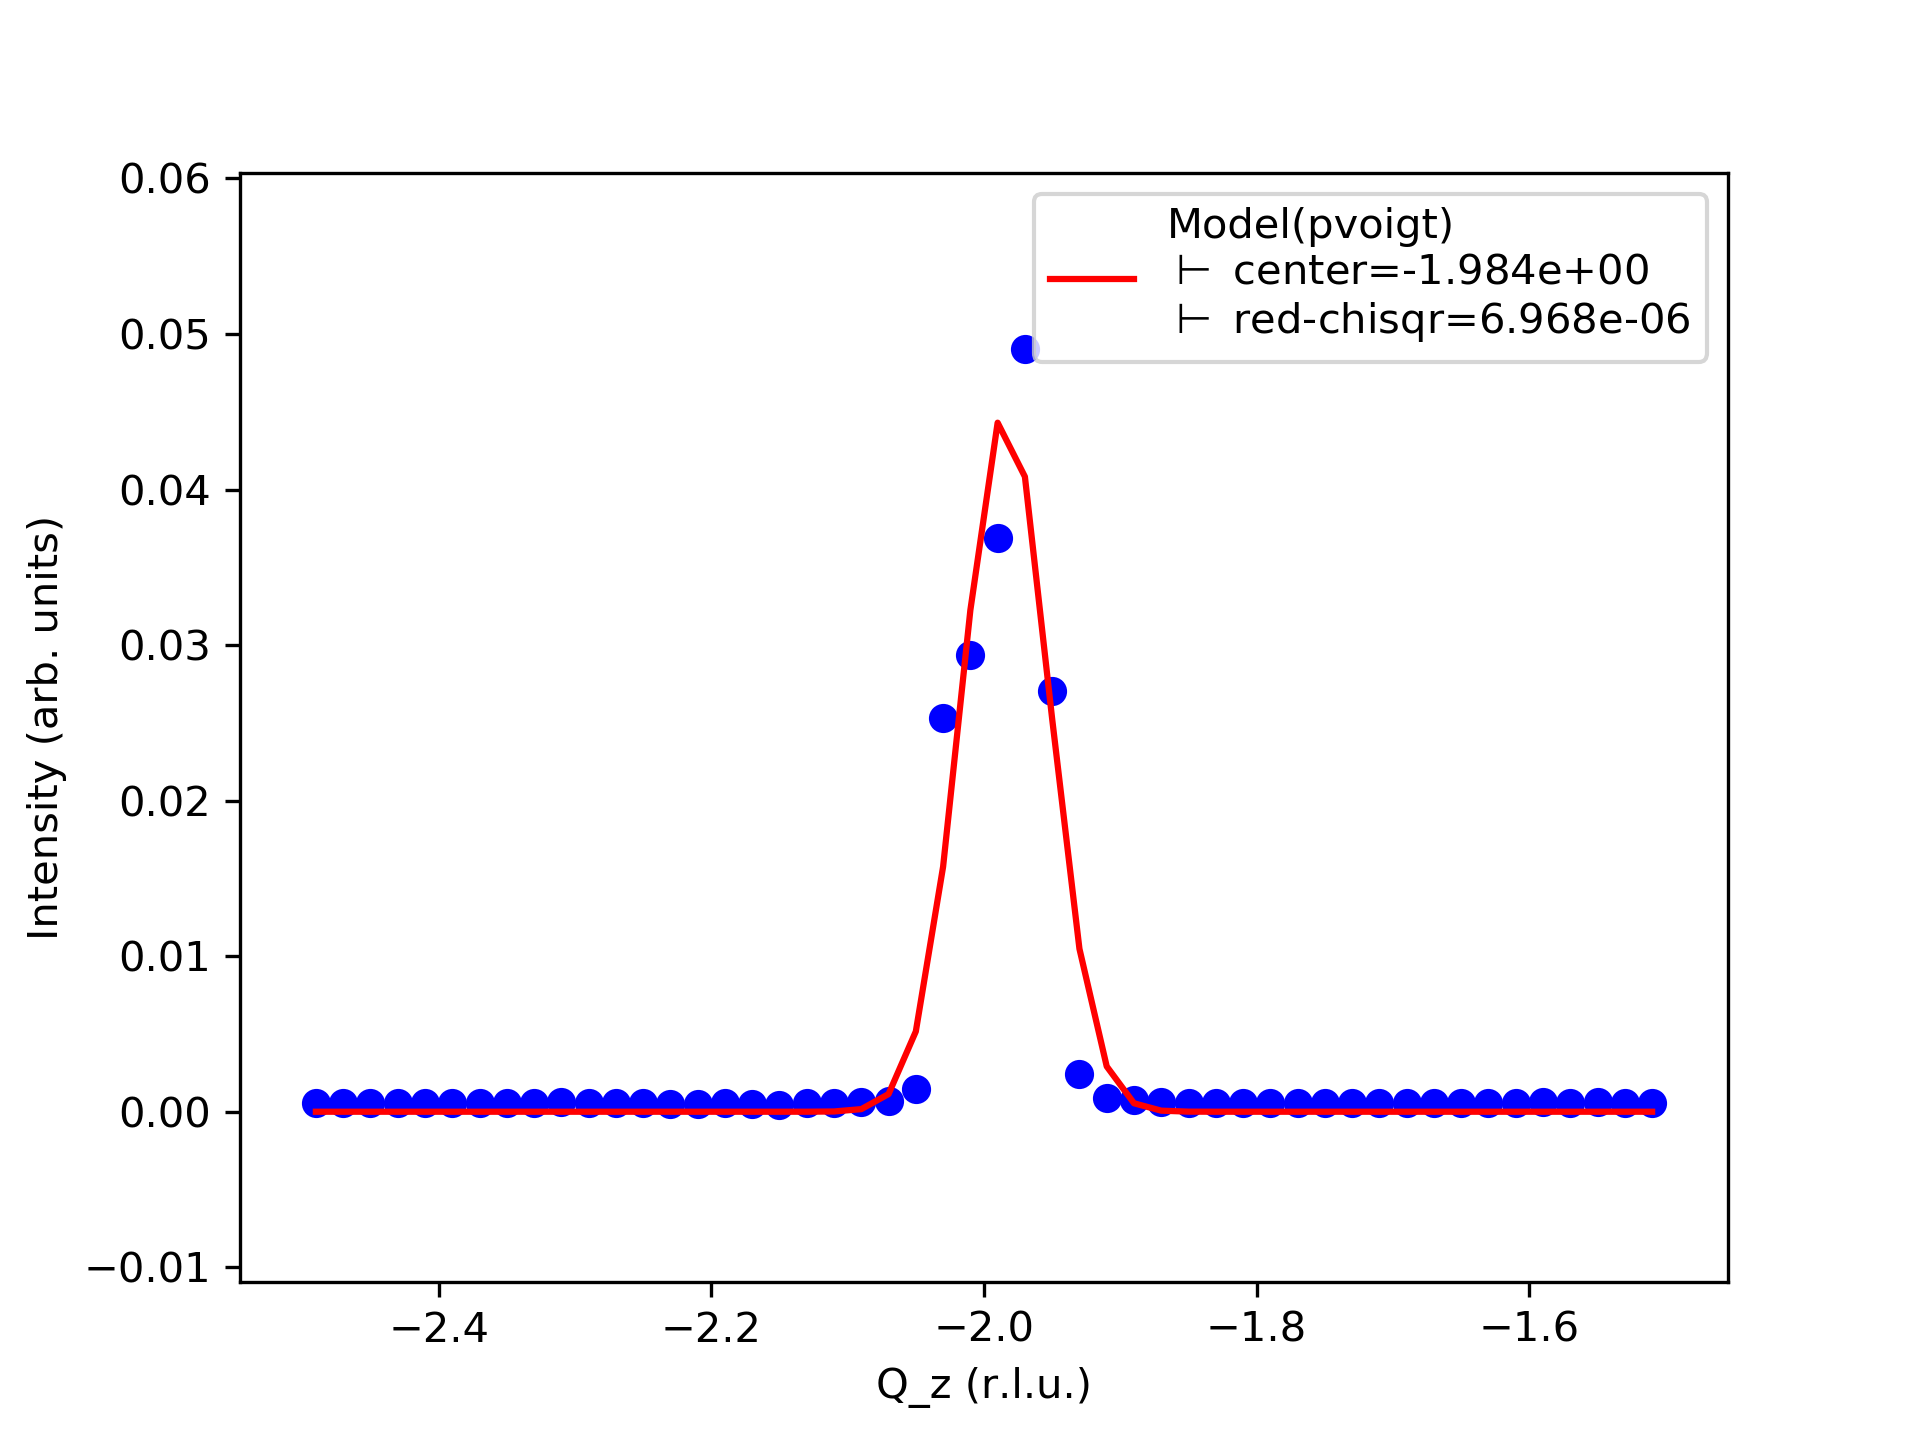 Model(pvoigt)
⊢ center=-1.984e+00
⊢ red-chisqr=6.968e-06
0.06
0.05
0.04
0.03
0.02
0.01
0.00
−0.01
Intensity (arb. units)
−2.4 −2.2 −2.0 −1.8 −1.6
Q_z (r.l.u.)